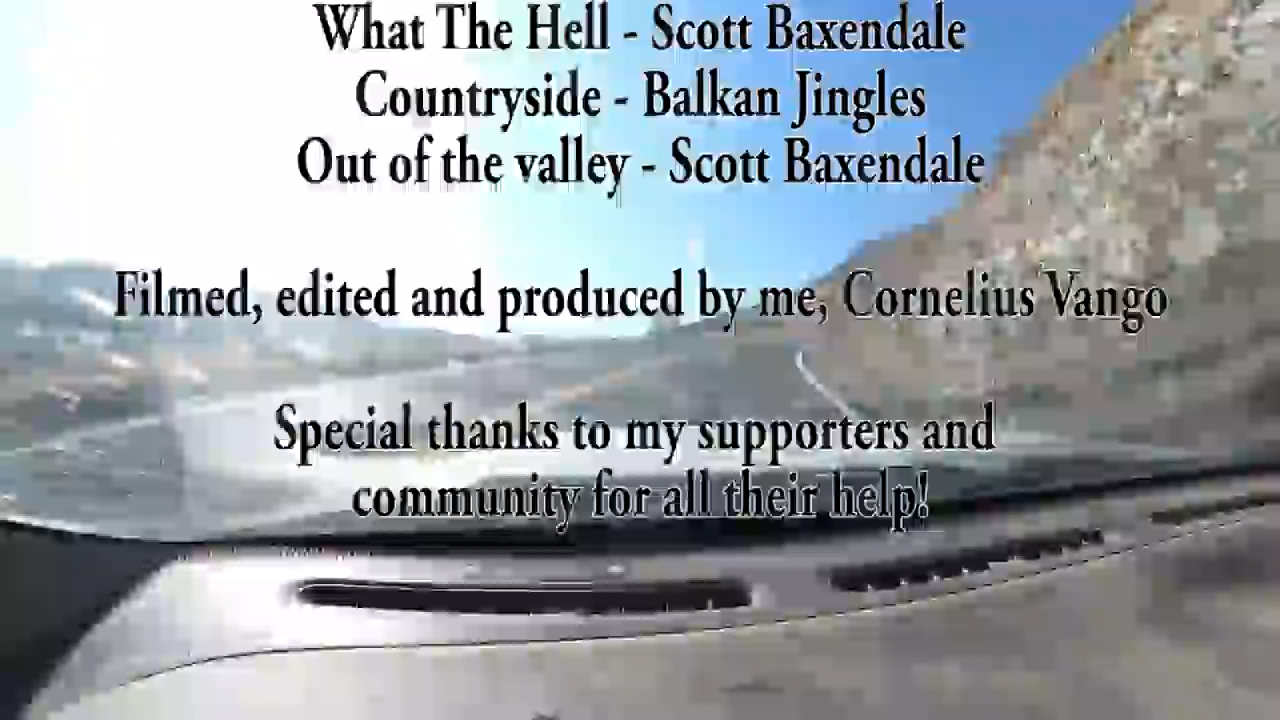 What The Hell - Scott Baxendale
Countryside - Balkan Jingles
Out of the valley - Scott Baxendale
Filmed, edited and produced by me, Cornelius Vango
Special thanks to my supporters and
community for all their help!